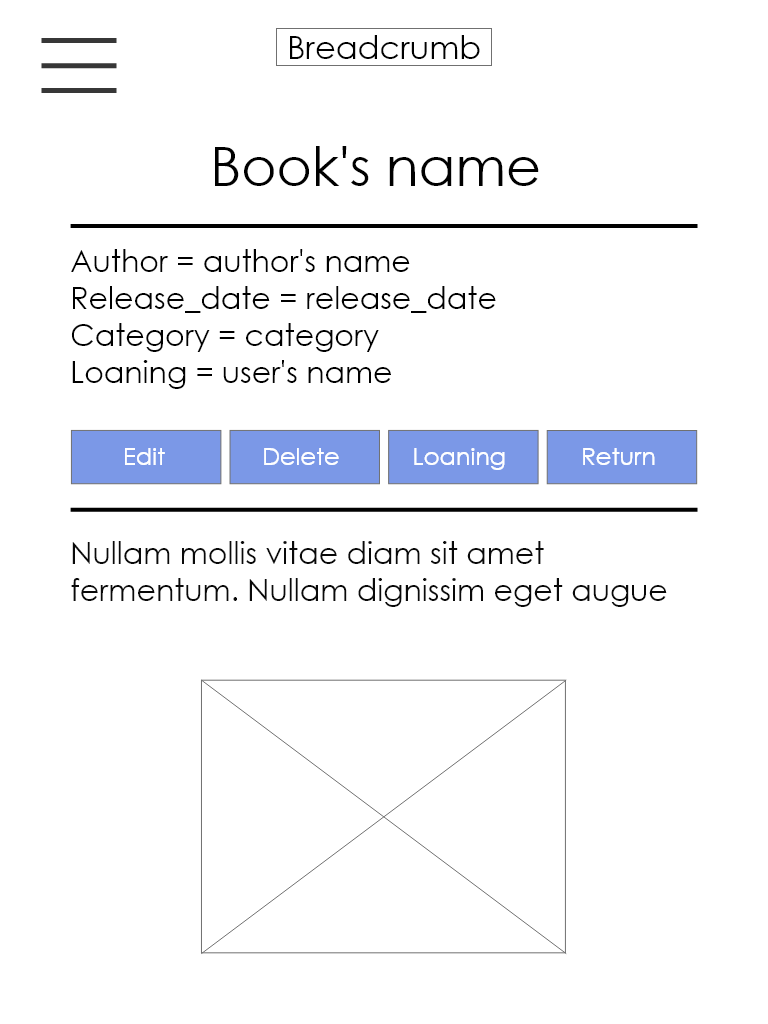 Breadcrumb
Book's name
Author = author's name
Release_date = release_date
Category = category
Loaning = user's name
Edit Delete Loaning Return
Nullam mollis vitae diam sit amet
fermentum. Nullam dignissim eget augue